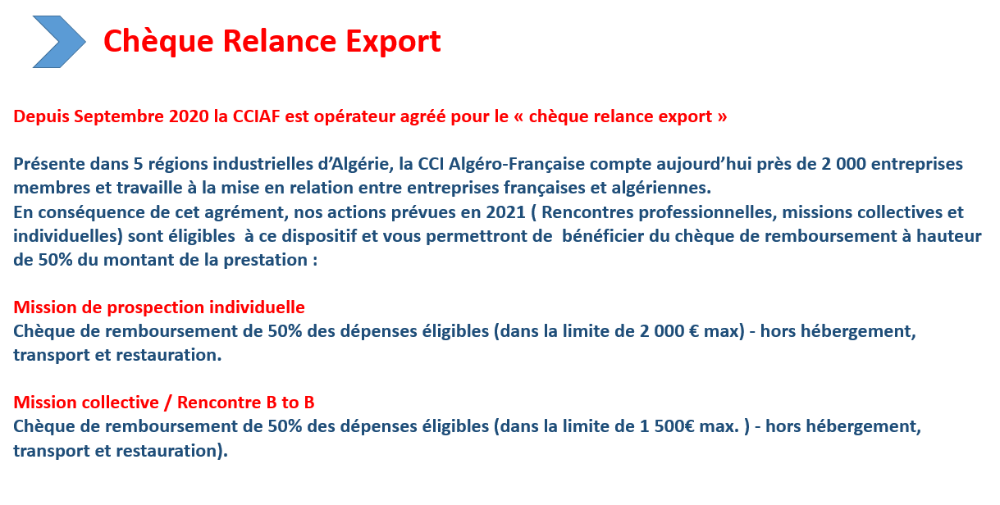 Chèque Relance Export
Depuis Septembre 2020 la CCIAF est opérateur agréé pour le « chèque relance export »
Présente dans 5 régions industrielles d’Algérie, la CCI Algéro-Française compte aujourd’hui près de 2 000 entreprises
membres et travaille à la mise en relation entre entreprises françaises et algériennes.
En conséquence de cet agrément, nos actions prévues en 2021 ( Rencontres professionnelles, missions collectives et
individuelles) sont éligibles  à ce dispositif et vous permettront de  bénéficier du chèque de remboursement à hauteur
de 50% du montant de la prestation :
Mission de prospection individuelle
Chèque de remboursement de 50% des dépenses éligibles (dans la limite de 2 000 € max) - hors hébergement,
transport et restauration.
Mission collective / Rencontre B to B
Chèque de remboursement de 50% des dépenses éligibles (dans la limite de 1 500€ max. ) - hors hébergement,
transport et restauration).